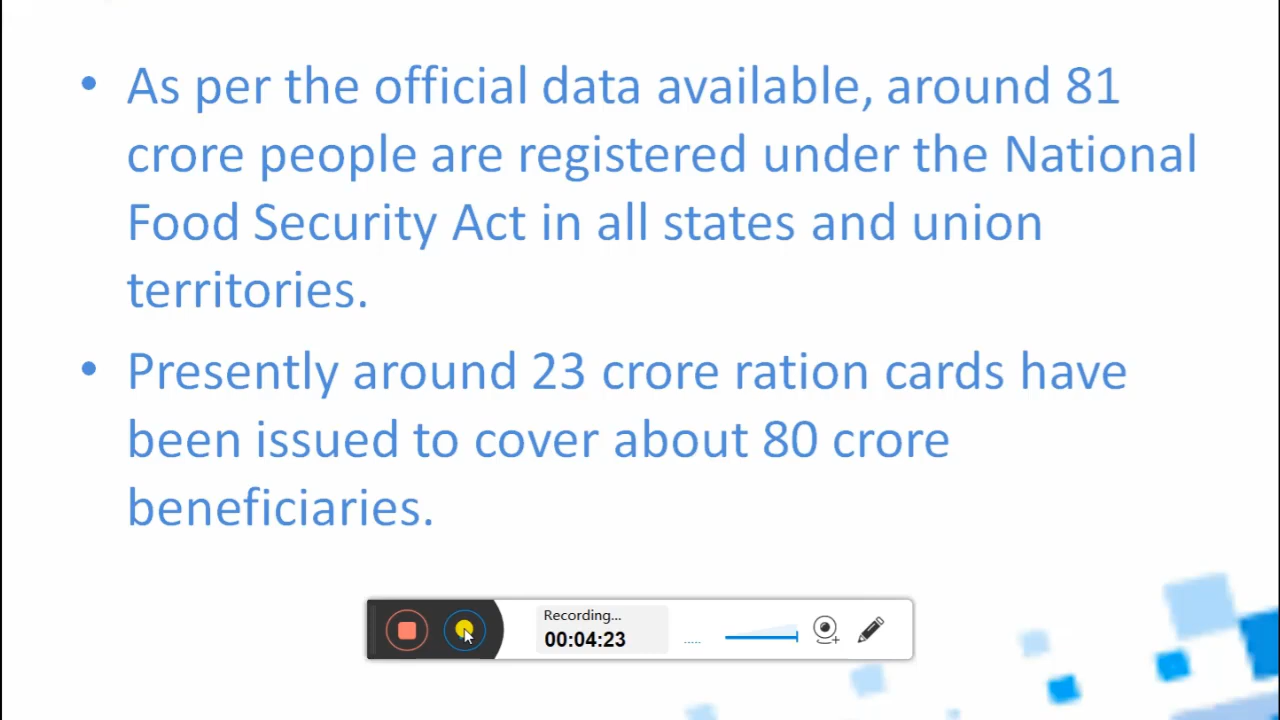 • As per the official data available, around 81
crore people are registered under the National
Food Security Act in all states and union
territories.
• Presently around 23 crore ration cards have
been issued to cover about 80 crore
beneficiaries.
Recording...
00:04:23